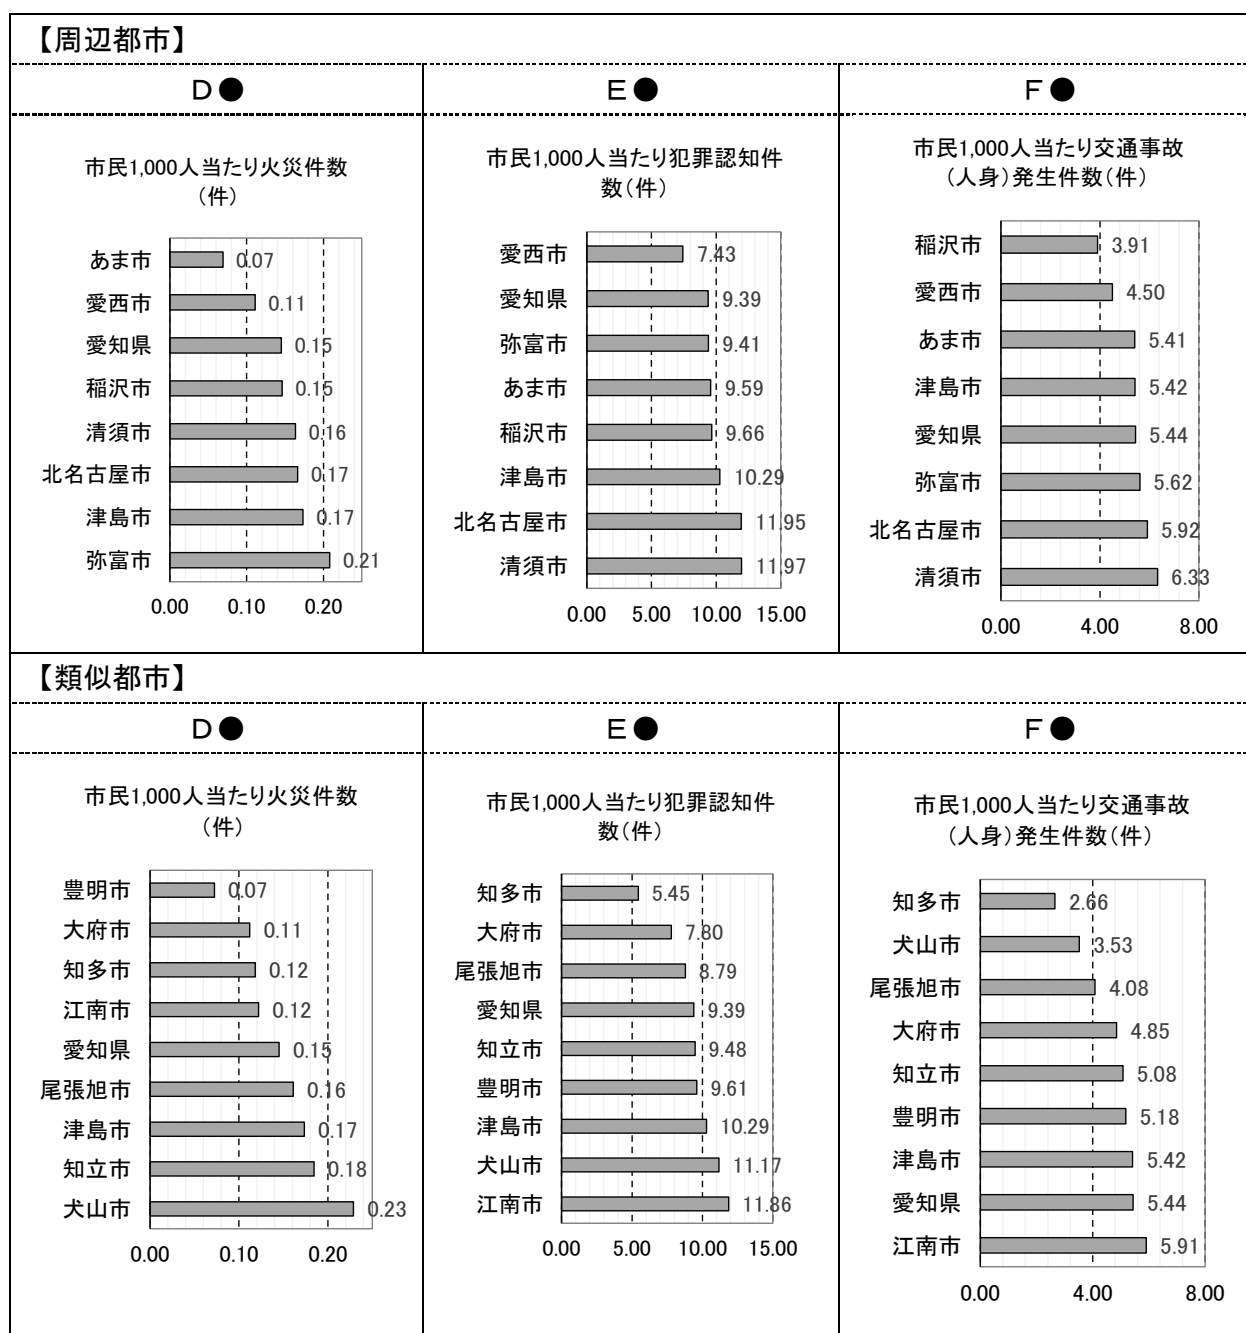 【周辺都市】
D●
E●
F●
市民1,000人当たり火災件数
(件)
あま市 0.07
愛西市 0.11
愛知県 0.15
稲沢市 0.15
清須市 0.16
北名古屋市 0.17
津島市 0.17
弥富市 0.21
0.00 0.10 0.20
市民1,000人当たり犯罪認知件
数(件)
愛西市 7.43
愛知県 9.39
弥富市 9.41
あま市 9.59
稲沢市 9.66
津島市 10.29
北名古屋市 11.95
清須市 11.97
0.00 5.00 10.00 15.00
市民1,000人当たり交通事故
(人身)発生件数(件)
稲沢市 3.91
愛西市 4.50
あま市 5.41
津島市 5.42
愛知県 5.44
弥富市 5.62
北名古屋市 5.92
清須市 6.33
0.00 4.00 8.00
【類似都市】
D●
E●
F●
市民1,000人当たり火災件数
(件)
豊明市 0.07
大府市 0.11
知多市 0.12
江南市 0.12
愛知県 0.15
尾張旭市 0.16
津島市 0.17
知立市 0.18
犬山市 0.23
0.00 0.10 0.20
市民1,000人当たり犯罪認知件
数(件)
知多市 5.45
大府市 7.80
尾張旭市 8.79
愛知県 9.39
知立市 9.48
豊明市 9.61
津島市 10.29
犬山市 11.17
江南市 11.86
0.00 5.00 10.00 15.00
市民1,000人当たり交通事故
(人身)発生件数(件)
知多市 2.66
犬山市 3.53
尾張旭市 4.08
大府市 4.85
知立市 5.08
豊明市 5.18
津島市 5.42
愛知県 5.44
江南市 5.91
0.00 4.00 8.00